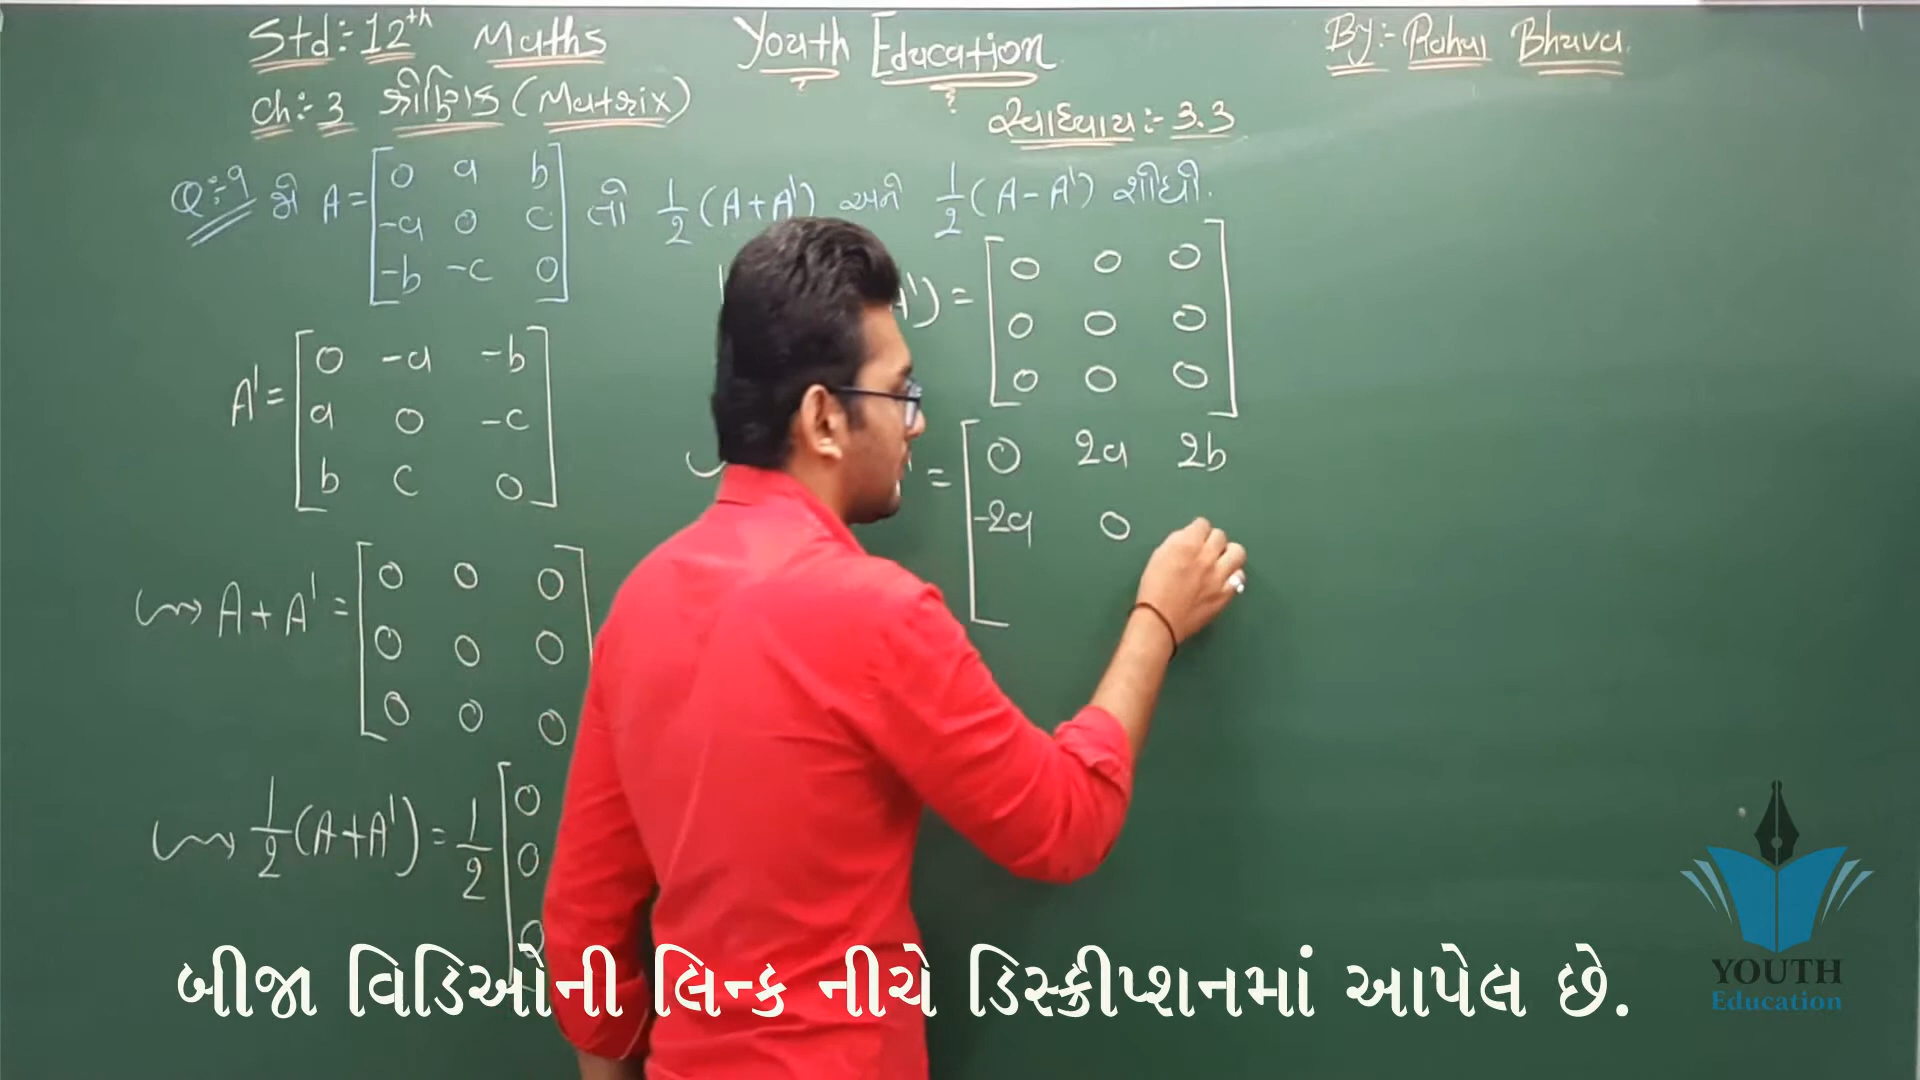 Std:- 12th Maths Youth Education By:- Rahul Bhuva.
Ch:- 3 શ્રેણિક (Matrix)
સ્વાધ્યાય:- 3.3
Q:-9 જો A = [0 a b
-a 0 c
-b -c 0] તો 1/2 (A+A') અને 1/2 (A-A') શોધો.
A') = [0 0 0
0 0 0
0 0 0]
A' = [0 -a -b
a 0 -c
b c 0]
= [0 2a 2b
-2a 0
A+A' = [0 0 0
0 0 0
0 0 0
1/2 (A+A') = 1/2 [0
0
0
બીજા વિડિઓની લિન્ક નીચે ડિસ્ક્રીપ્શનમાં આપેલ છે.
YOUTH
Education